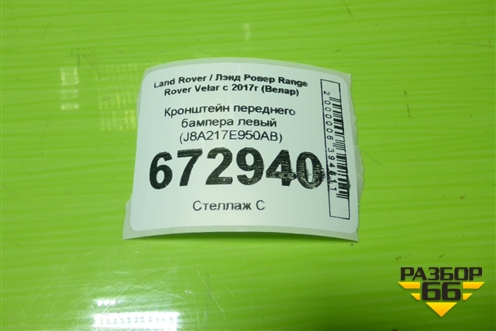 Land Rover / Лэнд Ровер Range
Rover Velar с 2017г (Велар)
Кронштейн переднего
бампера левый
(J8A217E950AB)
672940
Стеллаж С
РАЗБОР
66